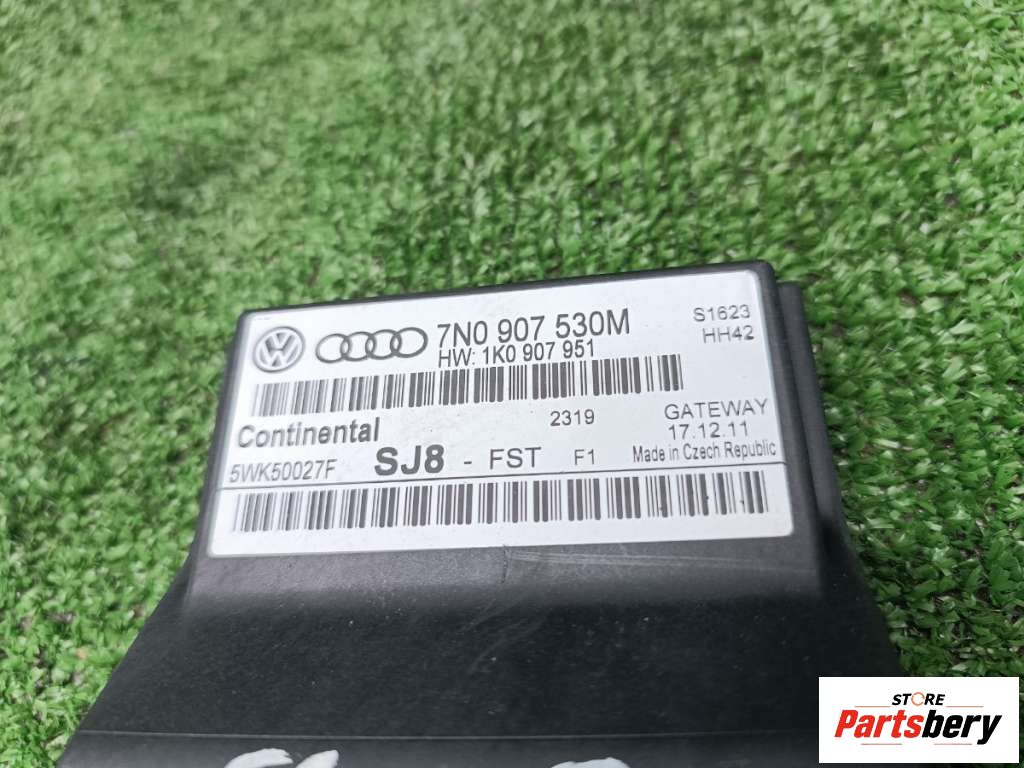 7N0 907 530M
HW: 1K0 907 951
S1623
HH42
Continental
2319
GATEWAY
17.12.11
5WK50027F
SJ8 - FST F1
Made in Czech Republic
STORE
Partsbery